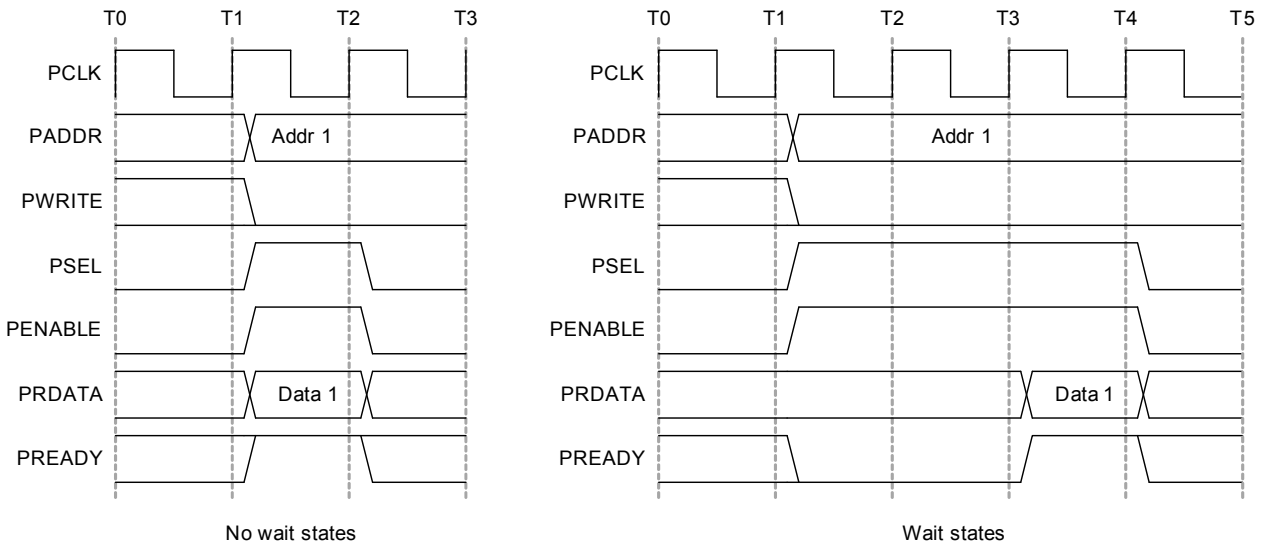 T0 T1 T2 T3
PCLK
PADDR Addr 1
PWRITE
PSEL
PENABLE
PRDATA Data 1
PREADY
No wait states
T0 T1 T2 T3 T4 T5
PCLK
PADDR Addr 1
PWRITE
PSEL
PENABLE
PRDATA Data 1
PREADY
Wait states